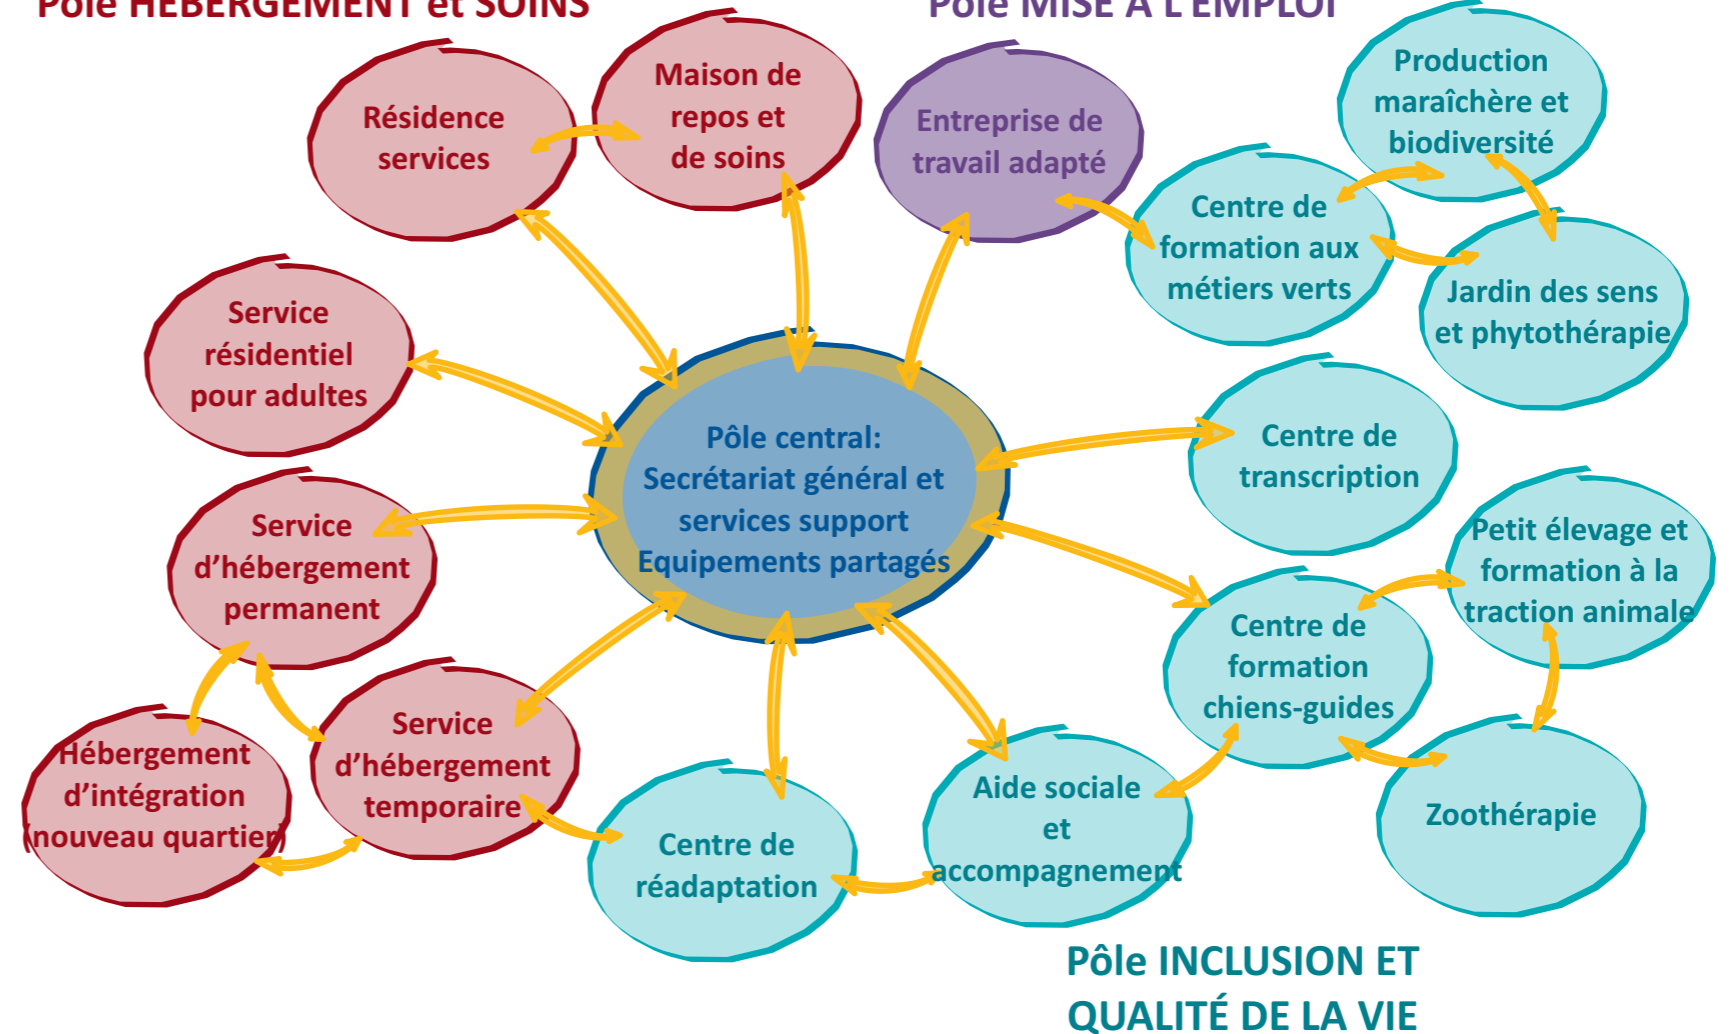 Pôle HÉBERGEMENT et SOINS
Pôle MISE À L'EMPLOI
Résidence
services
Maison de
repos et
de soins
Entreprise de
travail adapté
Production
maraîchère et
biodiversité
Centre de
formation aux
métiers verts
Jardin des sens
et phytothérapie
Service
résidentiel
pour adultes
Pôle central:
Secrétariat général et
services support
Equipements partagés
Centre de
transcription
Service
d’hébergement
permanent
Petit élevage et
formation à la
traction animale
Centre de
formation
chiens-guides
Hébergement
d’intégration
(nouveau quartier)
Service
d’hébergement
temporaire
Centre de
réadaptation
Aide sociale
et
accompagnement
Zoothérapie
Pôle INCLUSION ET
QUALITÉ DE LA VIE